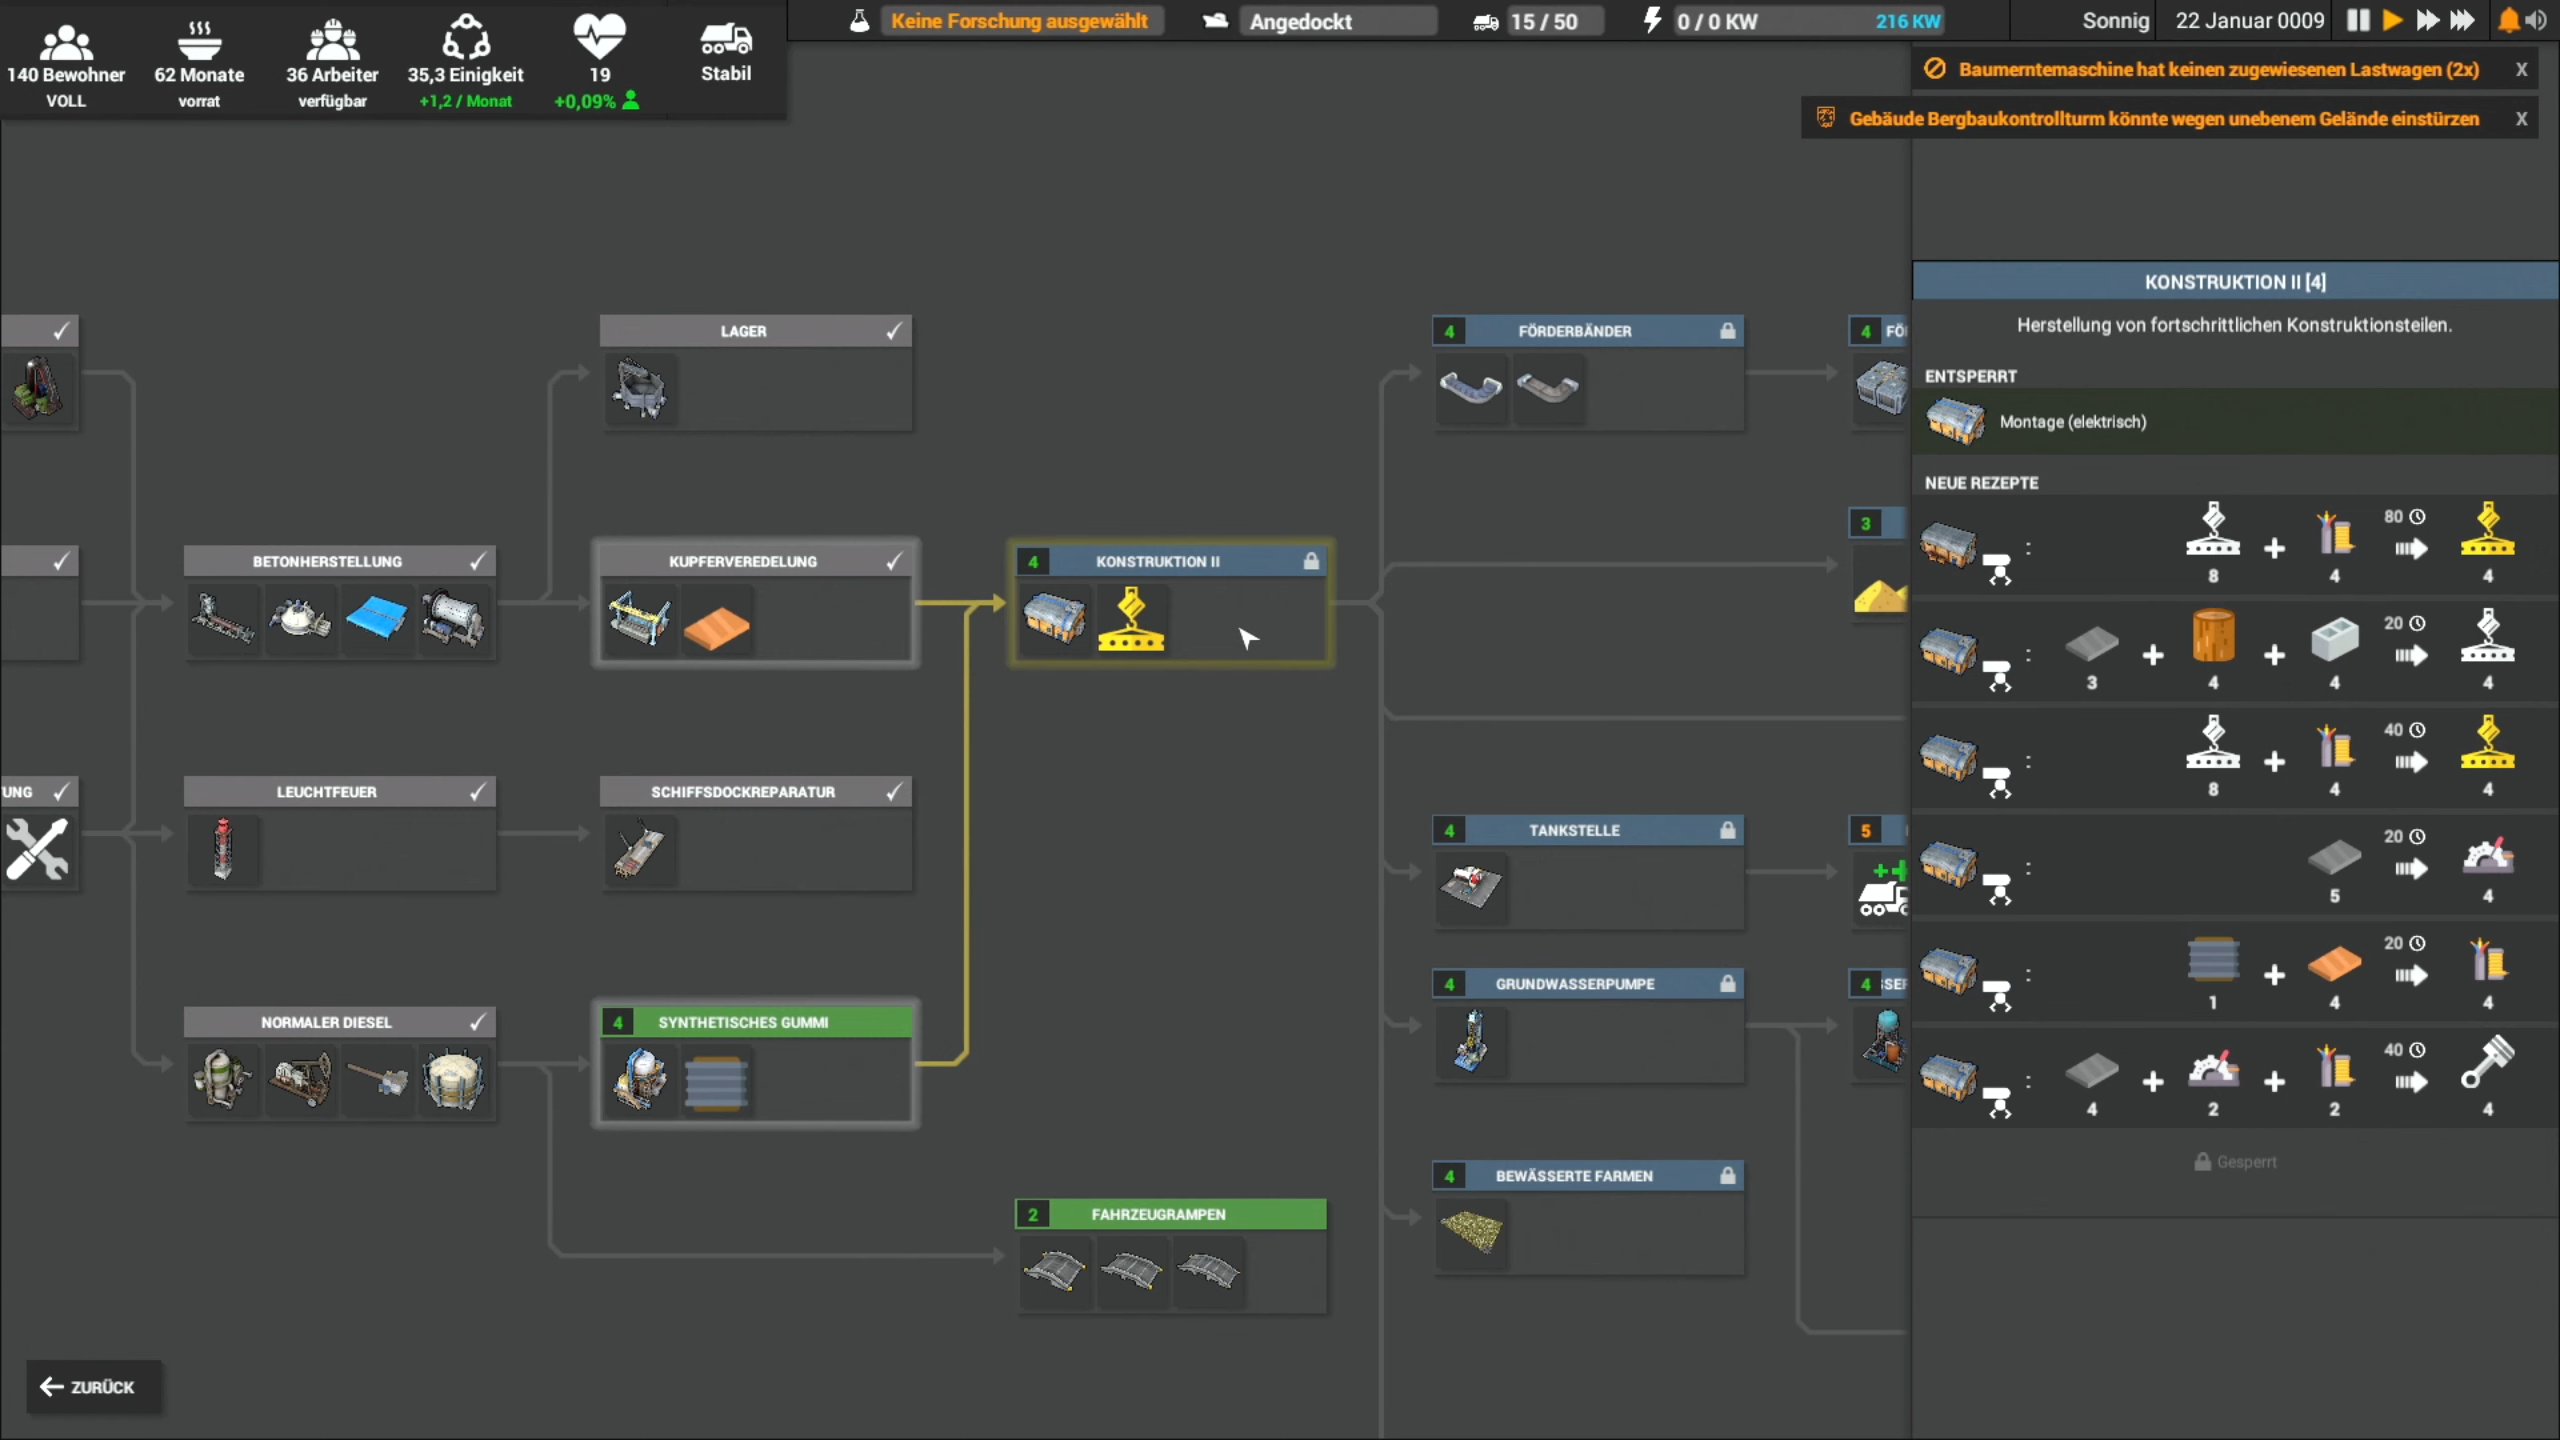 140 Bewohner
VOLL
62 Monate
vorrat
36 Arbeiter
verfügbar
35,3 Einigkeit
+1,2 / Monat
19
+0,09%
Stabil
Keine Forschung ausgewählt
Angedockt
15 / 50
0 / 0 KW
216 KW
Sonnig
22 Januar 0009
Baumerntemaschine hat keinen zugewiesenen Lastwagen (2x)
X
Gebäude Bergbaukontrollturm könnte wegen unebenem Gelände einstürzen
X
LAGER
4
FÖRDERBÄNDER
4
BETONHERSTELLUNG
KUPFERVEREDELUNG
4
KONSTRUKTION II
3
UNG
LEUCHTFEUER
SCHIFFSDOCKREPARATUR
4
TANKSTELLE
5
NORMALER DIESEL
4
SYNTHETISCHES GUMMI
4
GRUNDWASSERPUMPE
4
4
BEWÄSSERTE FARMEN
2
FAHRZEUGRAMPEN
ZURÜCK
KONSTRUKTION II [4]
Herstellung von fortschrittlichen Konstruktionsteilen.
ENTSPERRT
Montage (elektrisch)
NEUE REZEPTE
: + 80
8 4 4
: + + 20
3 4 4 4
: + 40
8 4 4
: 20
5 4
: + 20
1 4 4
: + + 40
4 2 2 4
Gesperrt